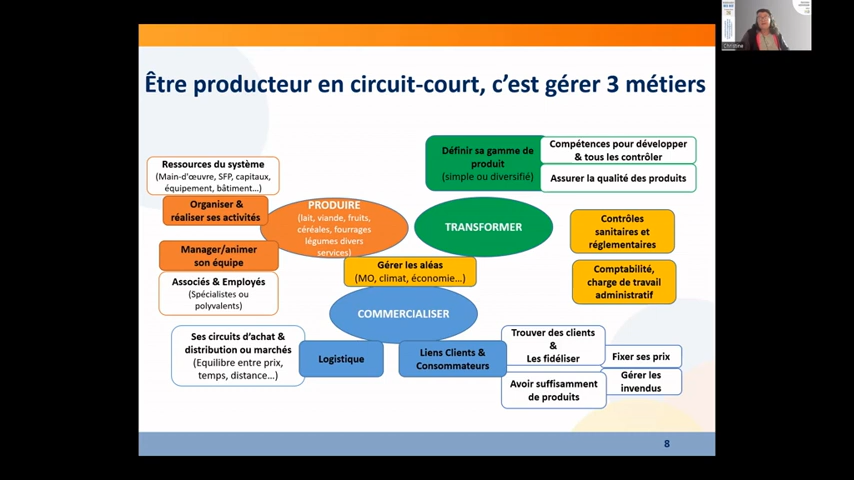 Être producteur en circuit-court, c'est gérer 3 métiers
Ressources du système
(Main-d'œuvre, SFP, capitaux,
équipement, bâtiment...)
Organiser &
réaliser ses activités
Manager/animer
son équipe
Associés & Employés
(Spécialistes ou
polyvalents)
PRODUIRE
(lait, viande, fruits,
céréales, fourrages
légumes divers
services)
Définir sa gamme de
produit
(simple ou diversifié)
Compétences pour développer
& tous les contrôler
Assurer la qualité des produits
TRANSFORMER
Contrôles
sanitaires et
réglementaires
Comptabilité,
charge de travail
administratif
Gérer les aléas
(MO, climat, économie...)
COMMERCIALISER
Ses circuits d'achat &
distribution ou marchés
(Equilibre entre prix,
temps, distance...)
Logistique
Liens Clients &
Consommateurs
Trouver des clients
&
Les fidéliser
Avoir suffisamment
de produits
Fixer ses prix
Gérer les
invendus
8
Christine